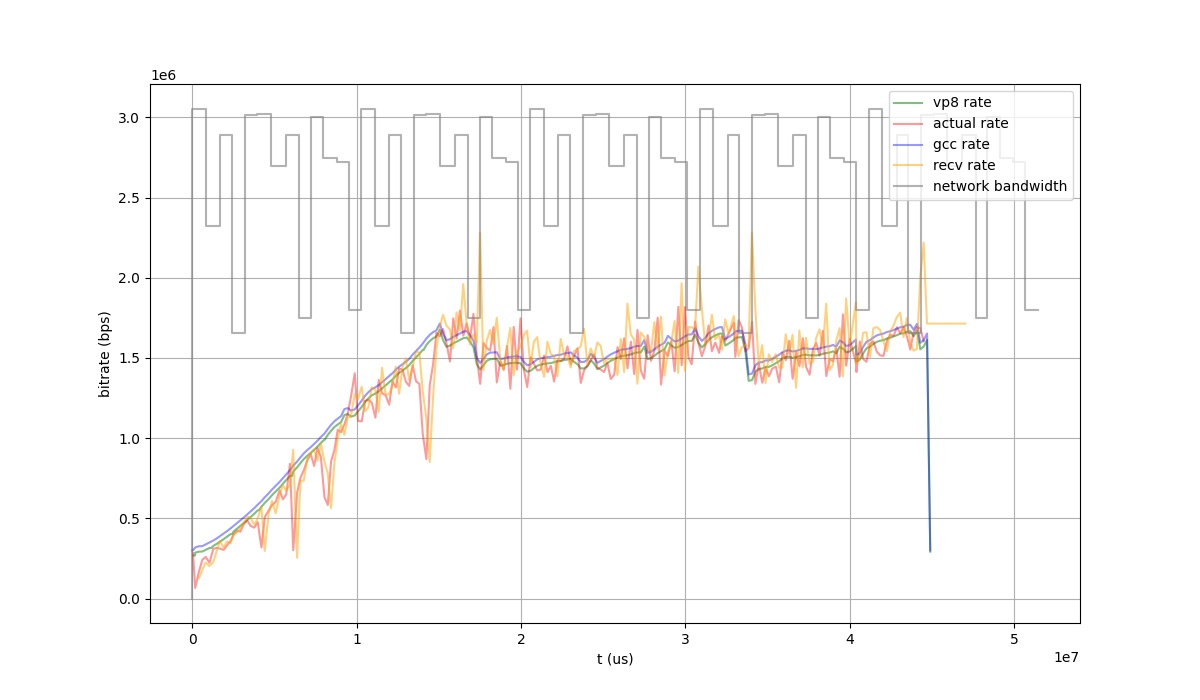 1e6
3.0
2.5
2.0
1.5
1.0
0.5
0.0
bitrate (bps)
vp8 rate
actual rate
gcc rate
recv rate
network bandwidth
0 1 2 3 4 5
t (us)
1e7